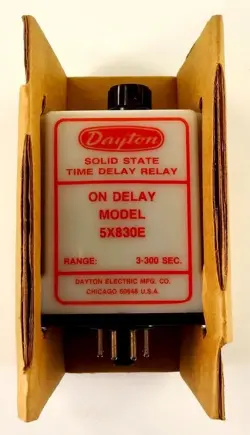 Dayton
SOLID STATE
TIME DELAY RELAY
ON DELAY
MODEL
5X830E
RANGE: 3-300 SEC.
DAYTON ELECTRIC MFG. CO.
CHICAGO 60648 U.S.A.